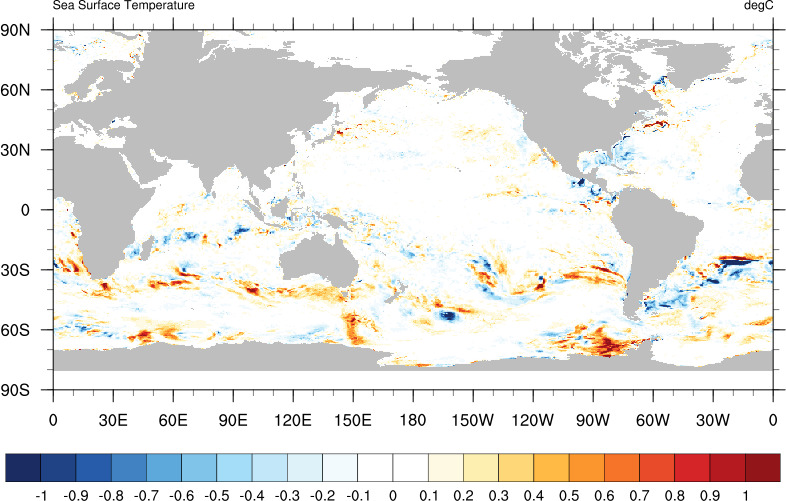 Sea Surface Temperature degC
90N
60N
30N
0
30S
60S
90S
0 30E 60E 90E 120E 150E 180 150W 120W 90W 60W 30W 0
-1 -0.9 -0.8 -0.7 -0.6 -0.5 -0.4 -0.3 -0.2 -0.1 0 0.1 0.2 0.3 0.4 0.5 0.6 0.7 0.8 0.9 1